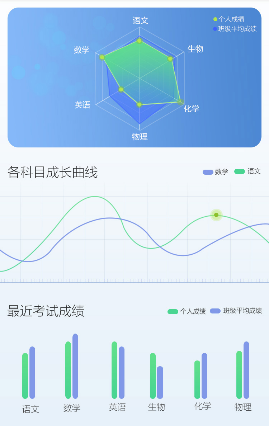 语文
个人成绩
班级平均成绩
数学
生物
英语
化学
物理
各科目成长曲线
数学 语文
最近考试成绩
个人成绩 班级平均成绩
语文 数学 英语 生物 化学 物理